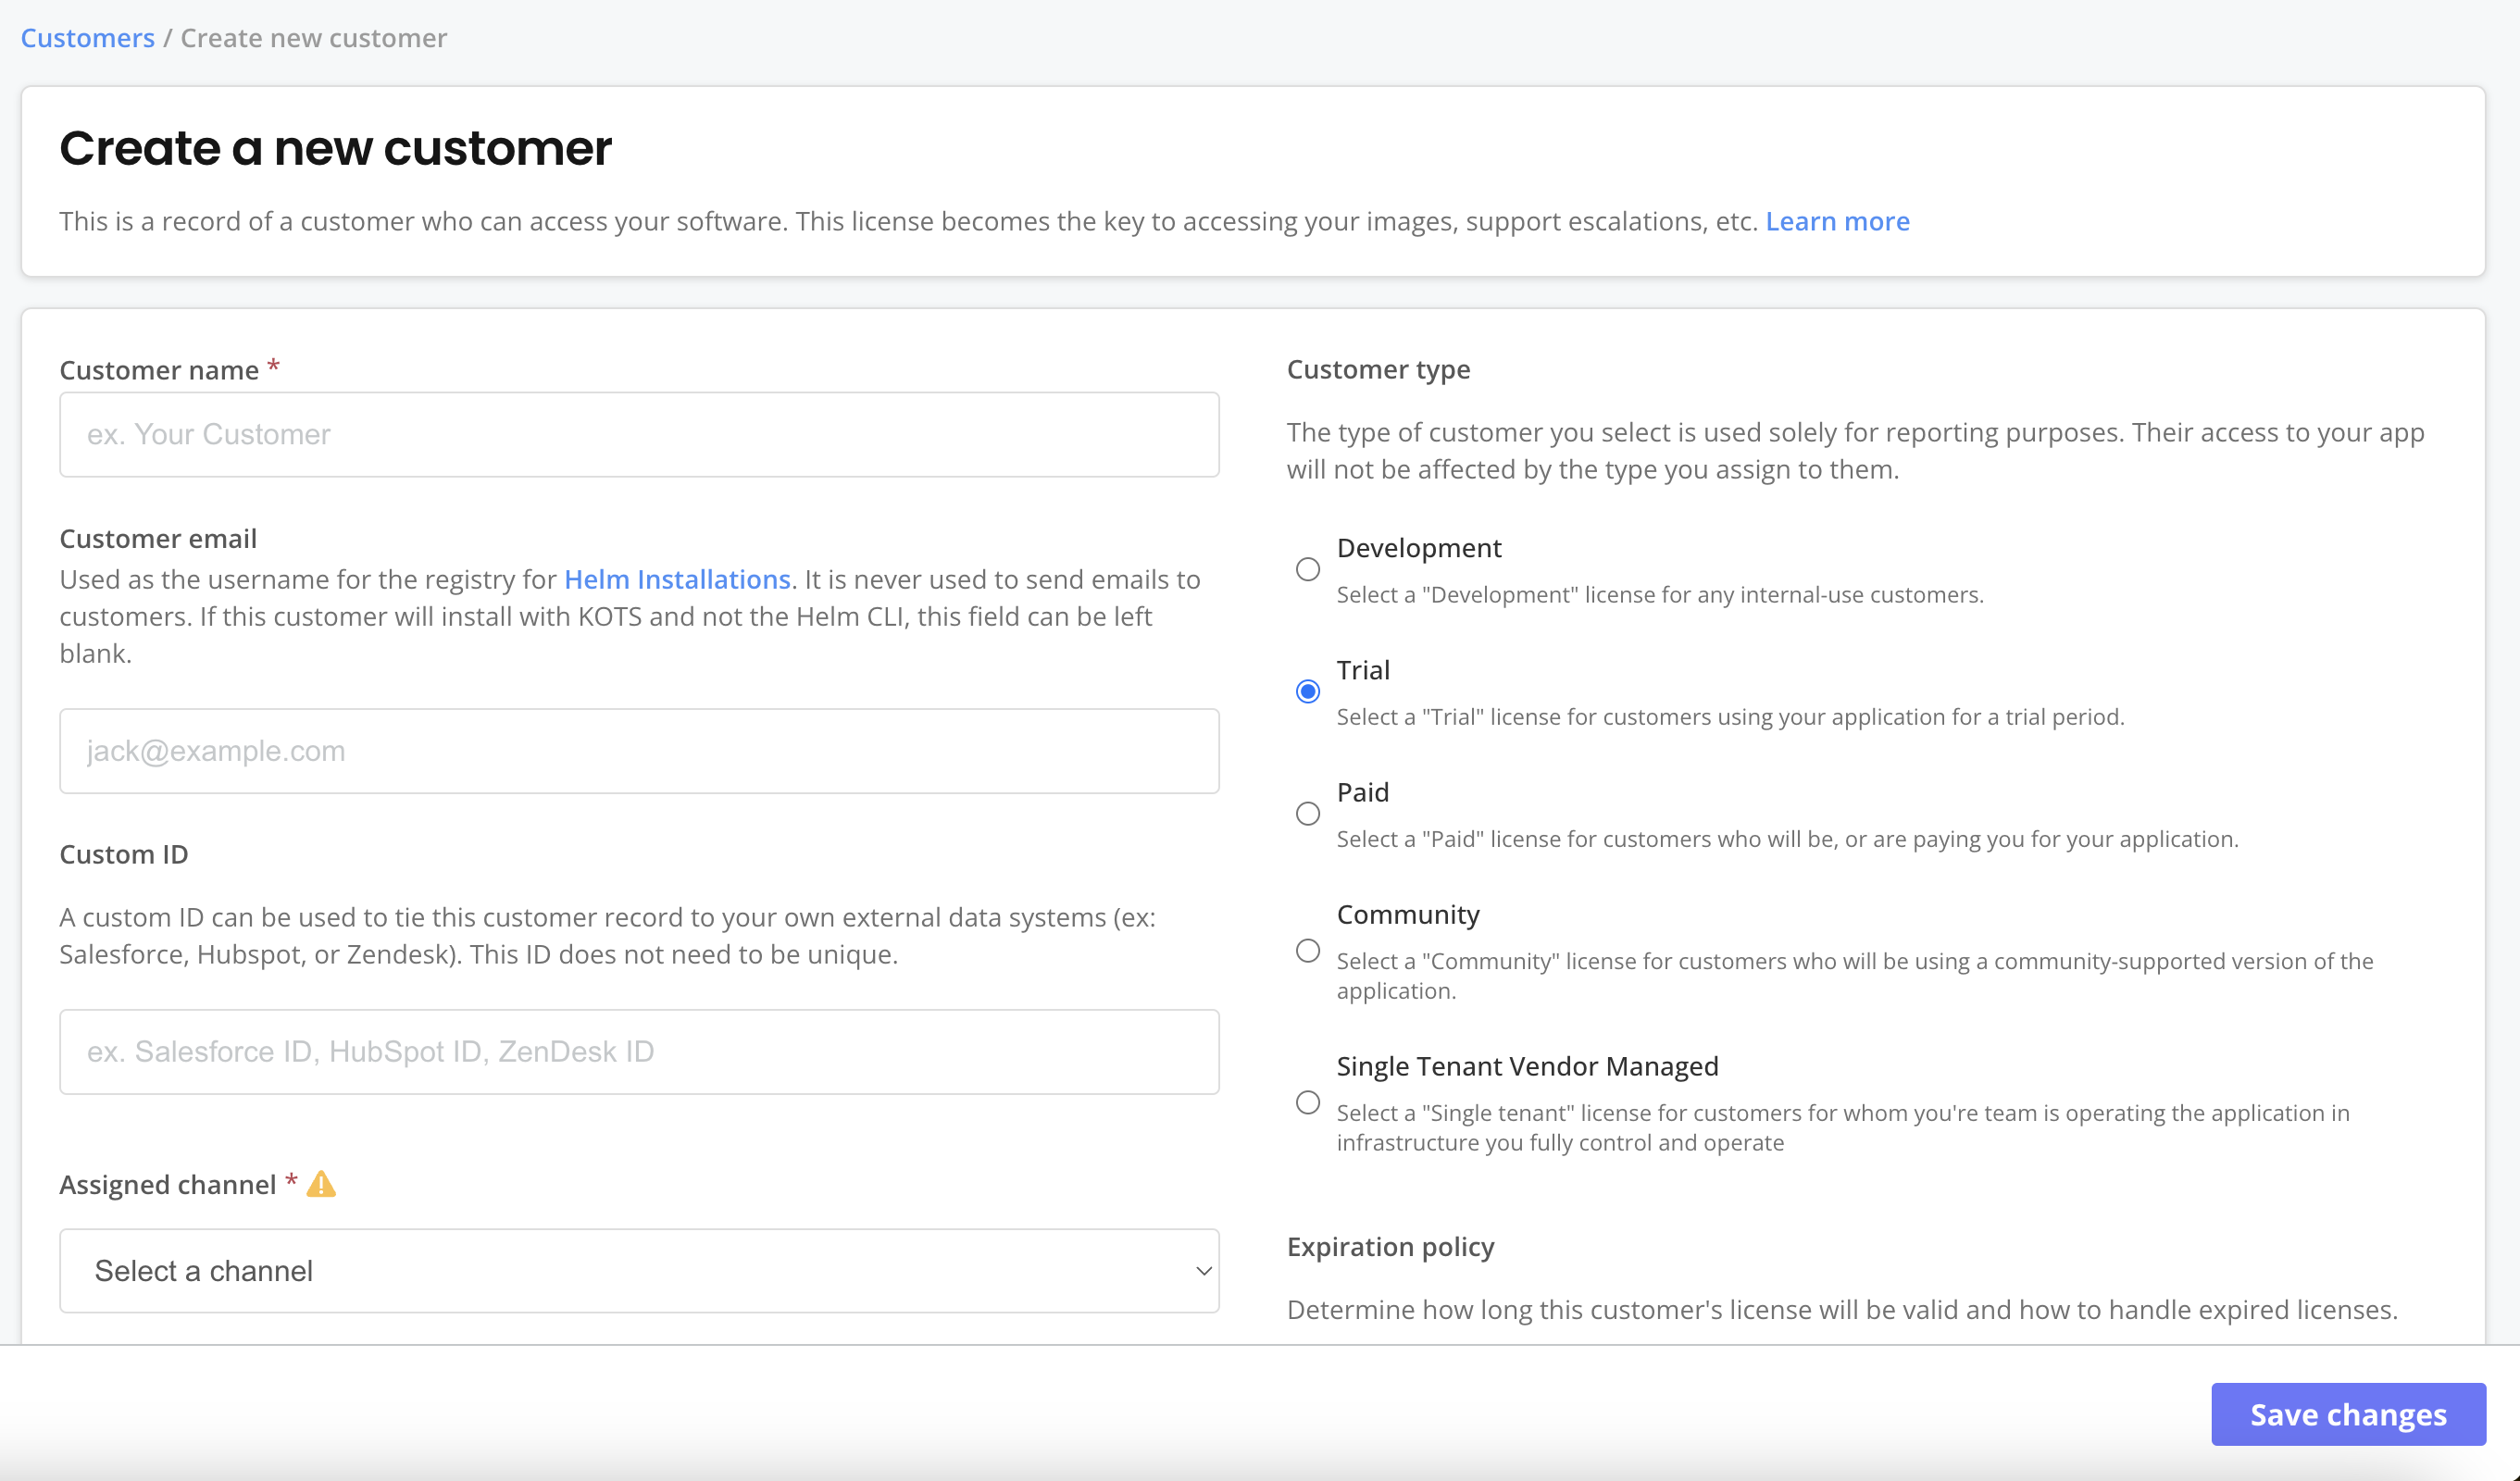 Customers / Create new customer
Create a new customer
This is a record of a customer who can access your software. This license becomes the key to accessing your images, support escalations, etc. Learn more
Customer name *
ex. Your Customer
Customer email
Used as the username for the registry for Helm Installations. It is never used to send emails to
customers. If this customer will install with KOTS and not the Helm CLI, this field can be left
blank.
jack@example.com
Custom ID
A custom ID can be used to tie this customer record to your own external data systems (ex:
Salesforce, Hubspot, or Zendesk). This ID does not need to be unique.
ex. Salesforce ID, HubSpot ID, ZenDesk ID
Assigned channel *
Select a channel
Customer type
The type of customer you select is used solely for reporting purposes. Their access to your app
will not be affected by the type you assign to them.
Development
Select a "Development" license for any internal-use customers.
Trial
Select a "Trial" license for customers using your application for a trial period.
Paid
Select a "Paid" license for customers who will be, or are paying you for your application.
Community
Select a "Community" license for customers who will be using a community-supported version of the
application.
Single Tenant Vendor Managed
Select a "Single tenant" license for customers for whom you're team is operating the application in
infrastructure you fully control and operate
Expiration policy
Determine how long this customer's license will be valid and how to handle expired licenses.
Save changes